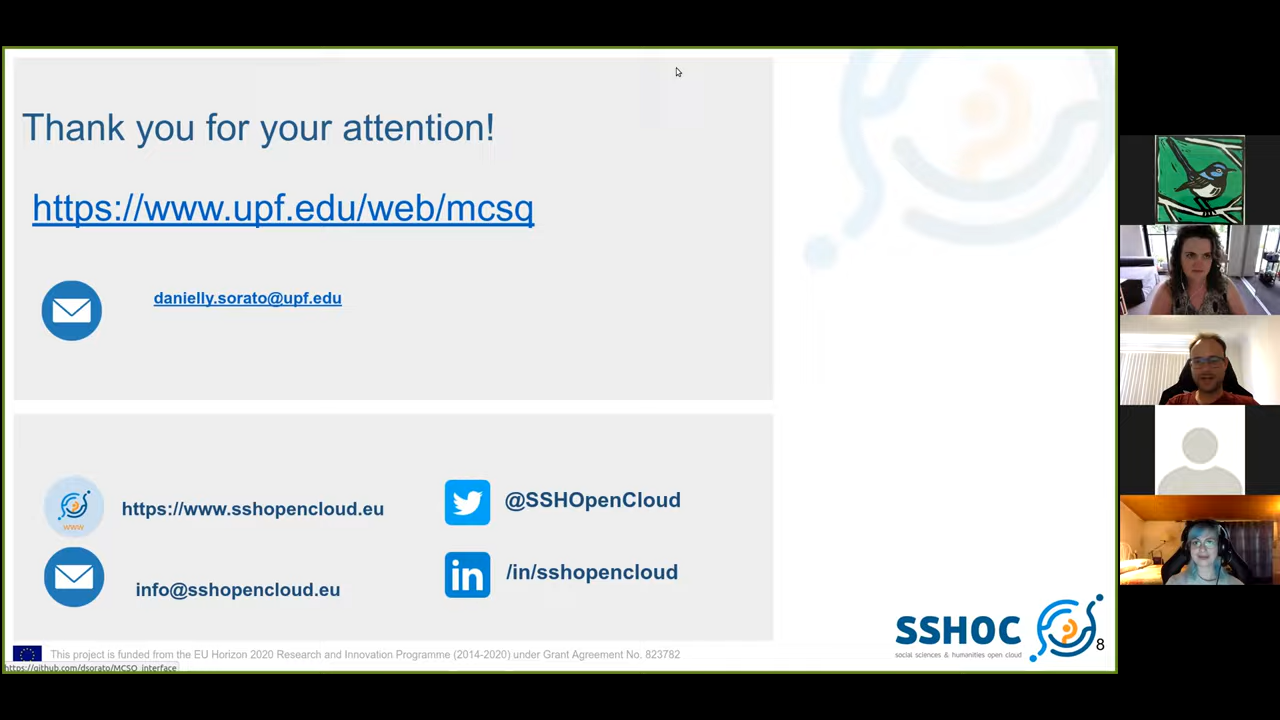 Thank you for your attention!
https://www.upf.edu/web/mcsq
danielly.sorato@upf.edu
https://www.sshopencloud.eu
@SSHOpenCloud
www
info@sshopencloud.eu
/in/sshopencloud
in
SSHOC
social sciences & humanities open cloud
8
This project is funded from the EU Horizon 2020 Research and Innovation Programme (2014-2020) under Grant Agreement No. 823782
https://github.com/dsorato/MCSQ_interface